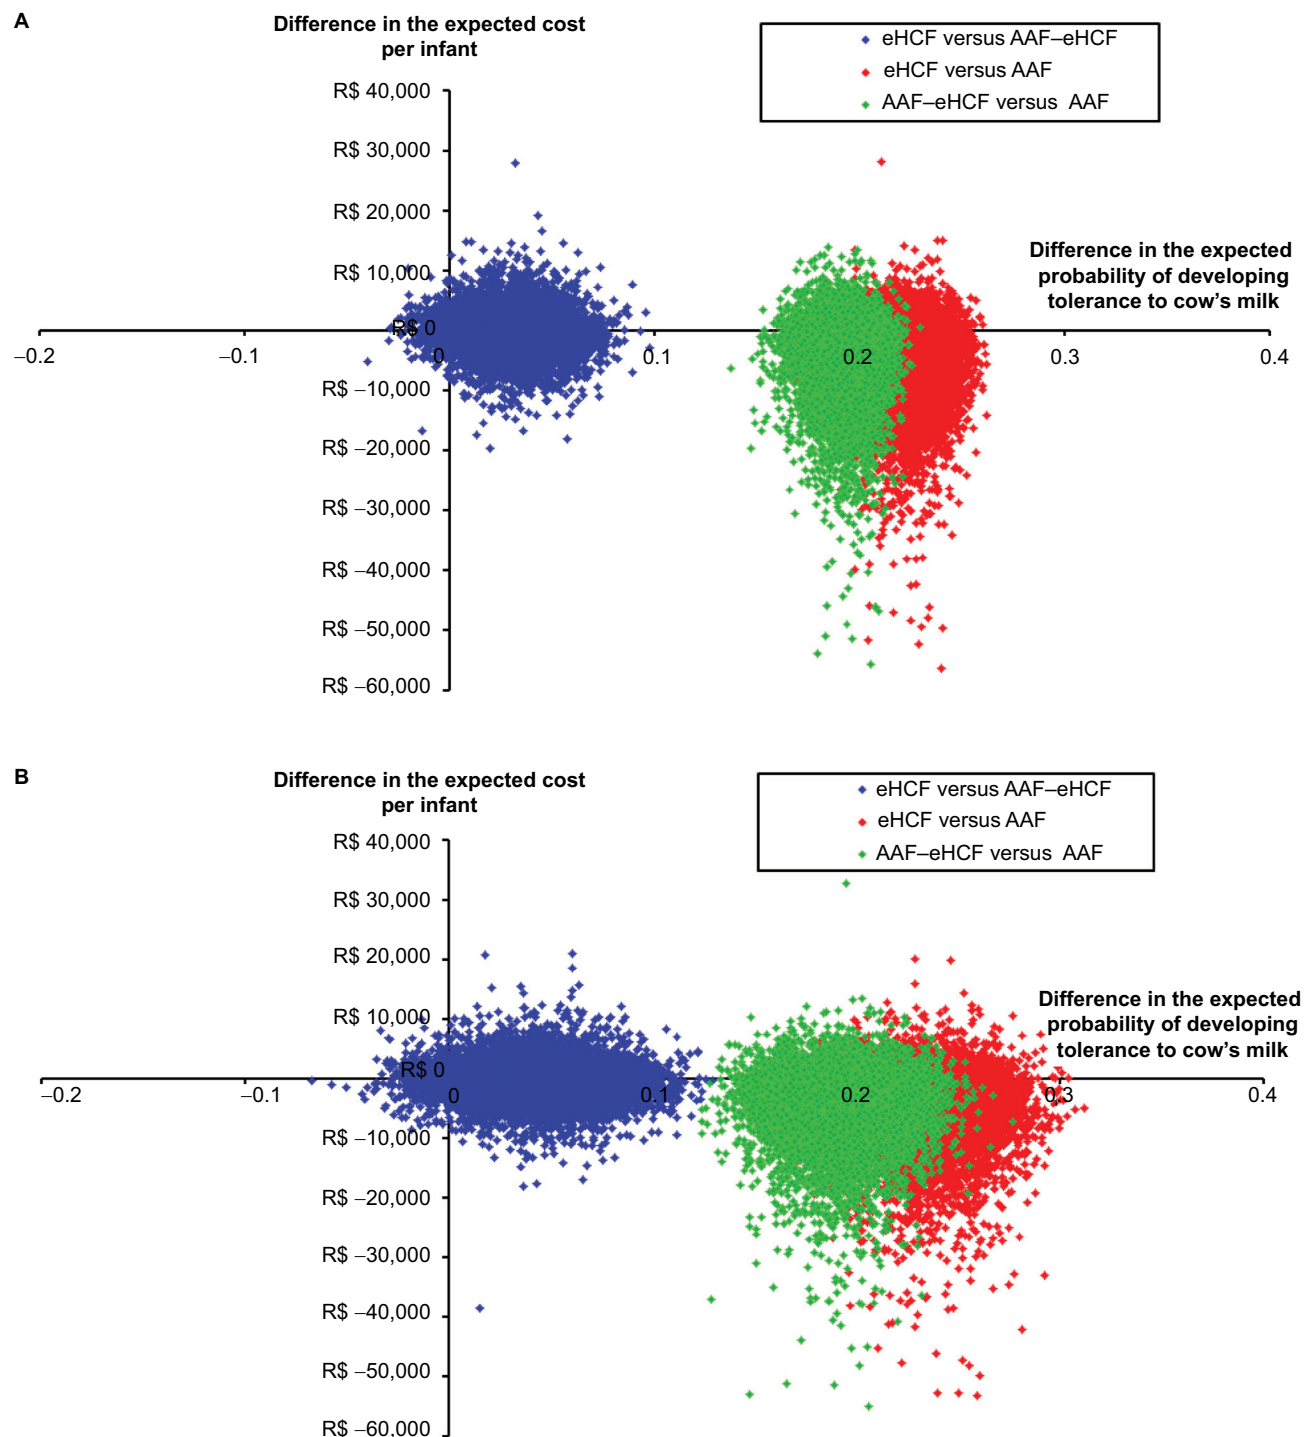 A
Difference in the expected cost
per infant
eHCF versus AAF–eHCF
eHCF versus AAF
AAF–eHCF versus AAF
R$ 40,000
R$ 30,000
R$ 20,000
R$ 10,000
R$ 0
R$ –10,000
R$ –20,000
R$ –30,000
R$ –40,000
R$ –50,000
R$ –60,000
Difference in the expected
probability of developing
tolerance to cow's milk
–0.2
–0.1
0
0.1
0.2
0.3
0.4
B
Difference in the expected cost
per infant
eHCF versus AAF–eHCF
eHCF versus AAF
AAF–eHCF versus AAF
R$ 40,000
R$ 30,000
R$ 20,000
R$ 10,000
R$ 0
R$ –10,000
R$ –20,000
R$ –30,000
R$ –40,000
R$ –50,000
R$ –60,000
Difference in the expected
probability of developing
tolerance to cow's milk
–0.2
–0.1
0
0.1
0.2
0.3
0.4